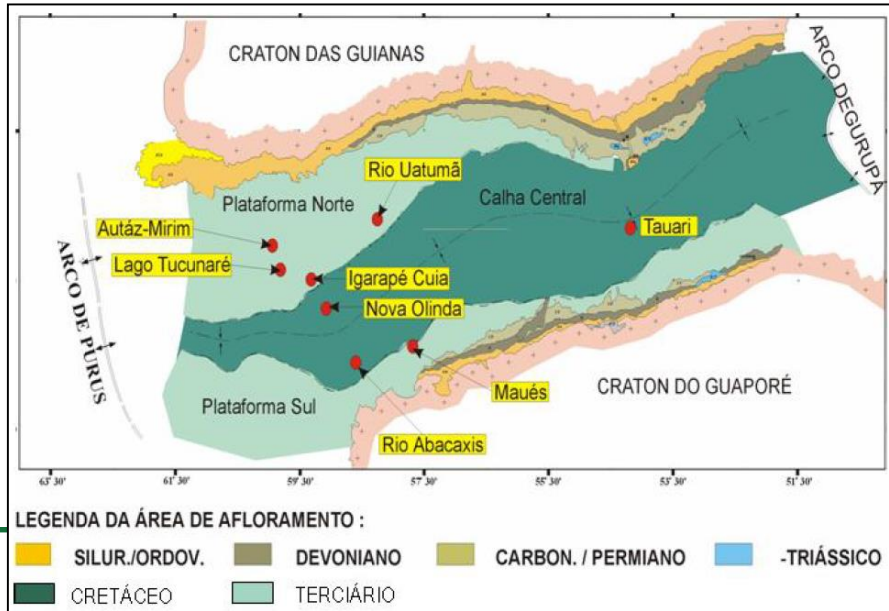 CRATON DAS GUIANAS
ARCO DEGURUPÁ
Rio Uatumã
Plataforma Norte
Calha Central
Autáz-Mirim
Tauari
Lago Tucunaré
Igarapé Cuia
ARCO DE PURUS
Nova Olinda
CRATON DO GUAPORÉ
Plataforma Sul
Maués
Rio Abacaxis
63 30' 61 30' 59 30' 57 30' 55 30' 53 30' 51 30'
LEGENDA DA ÁREA DE AFLORAMENTO :
SILUR./ORDOV. DEVONIANO CARBON. / PERMIANO -TRIÁSSICO
CRETÁCEO TERCIÁRIO